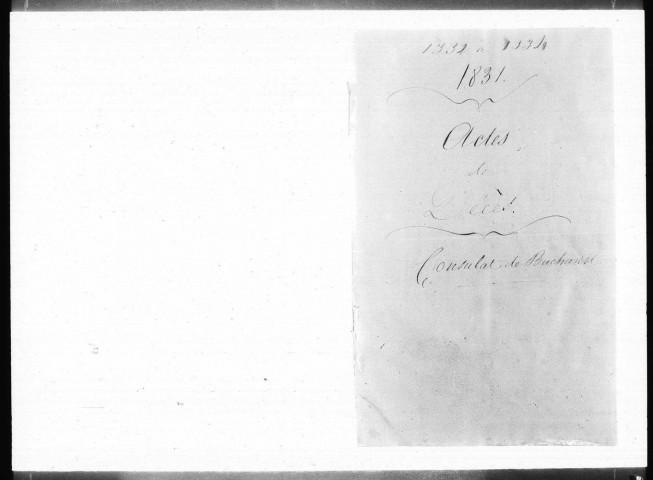 1831 à 1834
1831.
Actes
de
Décès.
Consulat de Bucharest